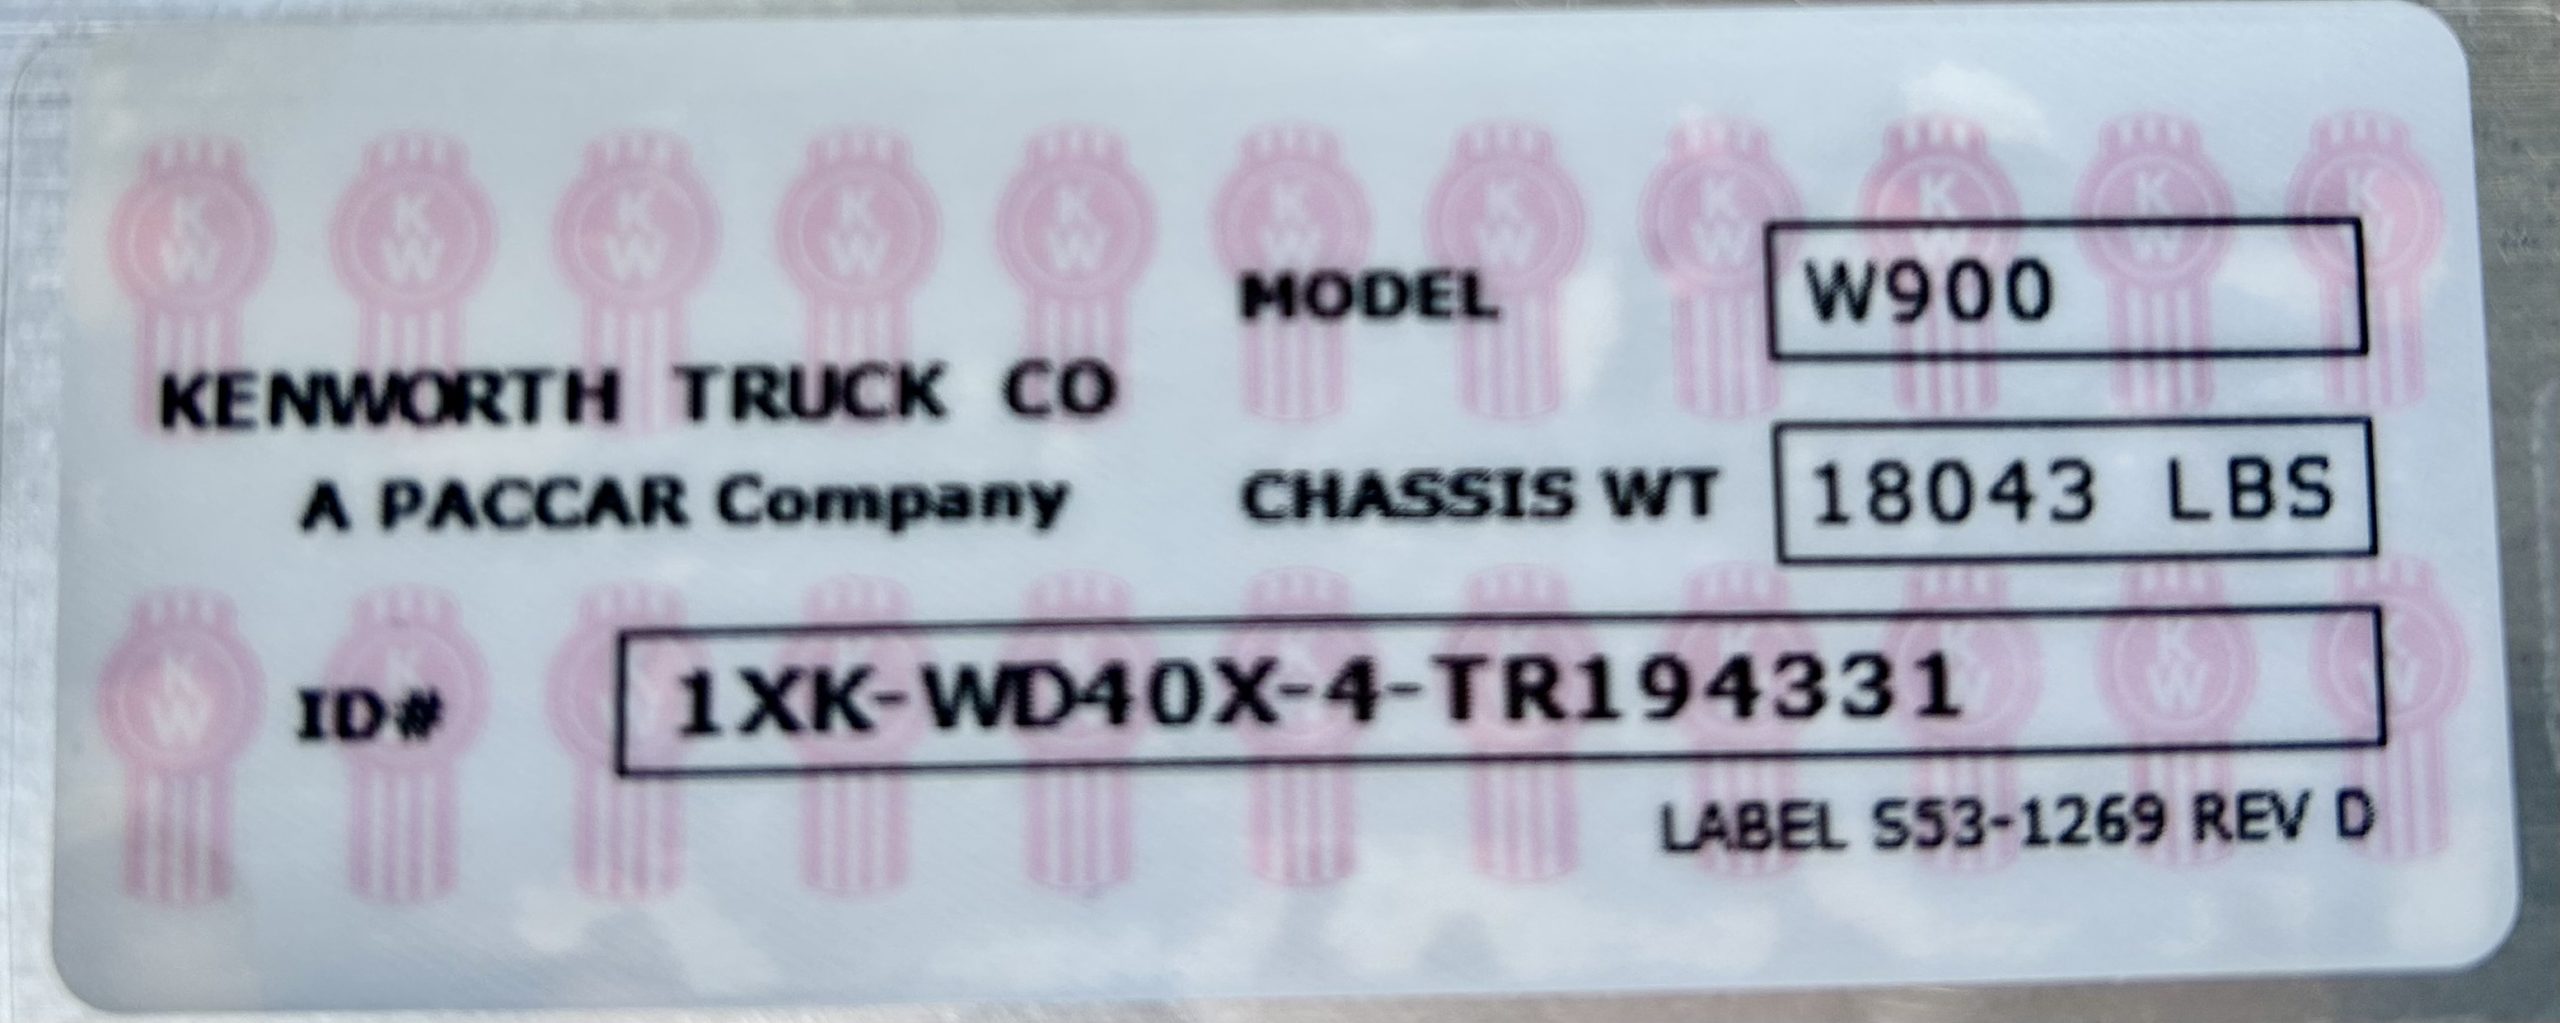 MODEL W900
KENWORTH TRUCK CO
A PACCAR Company
CHASSIS WT 18043 LBS
ID# 1XK-WD40X-4-TR194331
LABEL S53-1269 REV D